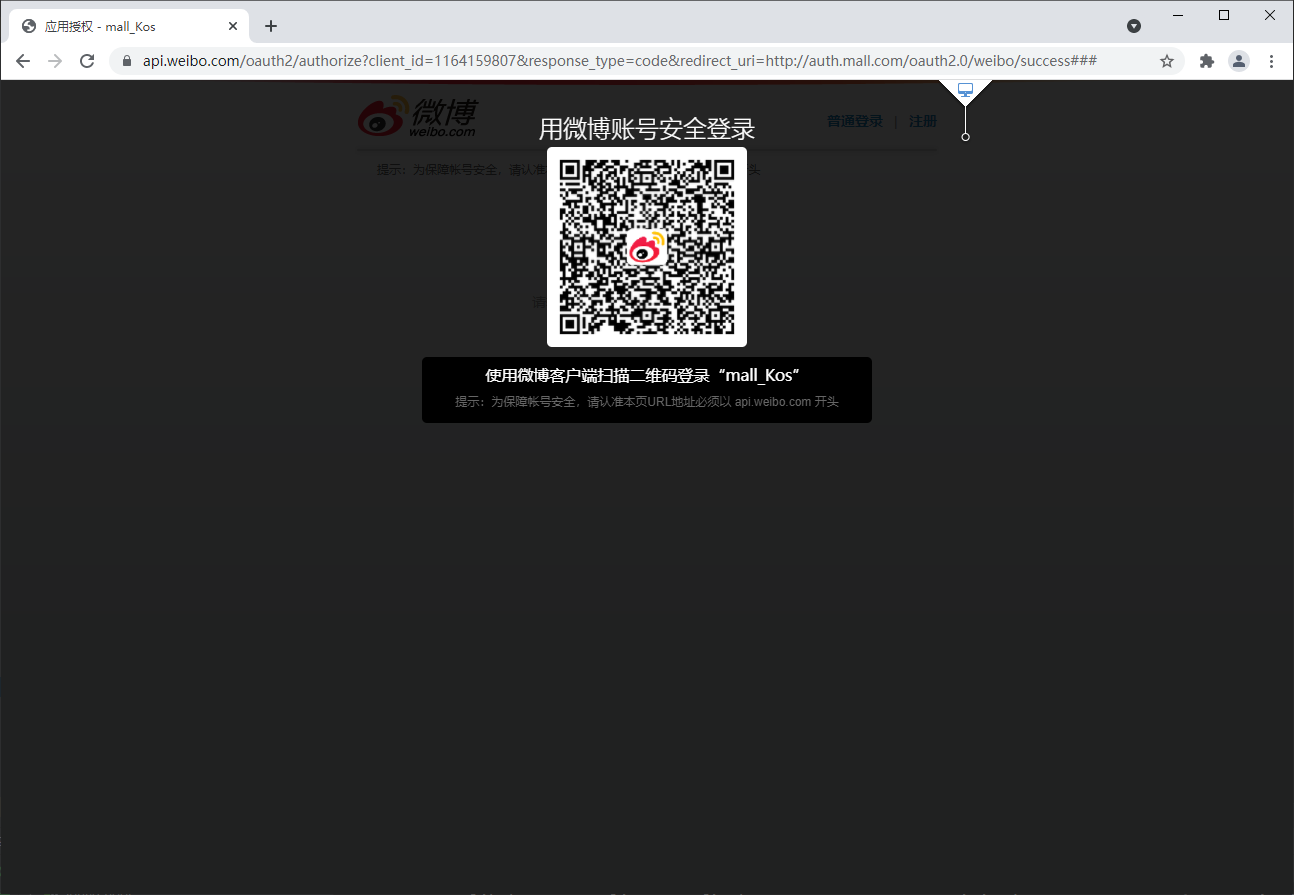 应用授权 - mall_Kos
api.weibo.com/oauth2/authorize?client_id=1164159807&response_type=code&redirect_uri=http://auth.mall.com/oauth2.0/weibo/success###
微博
weibo.com
用微博账号安全登录
普通登录 | 注册
提示：为保障帐号安全，请认准
头
请
使用微博客户端扫描二维码登录“mall_Kos”
提示：为保障帐号安全，请认准本页URL地址必须以 api.weibo.com 开头